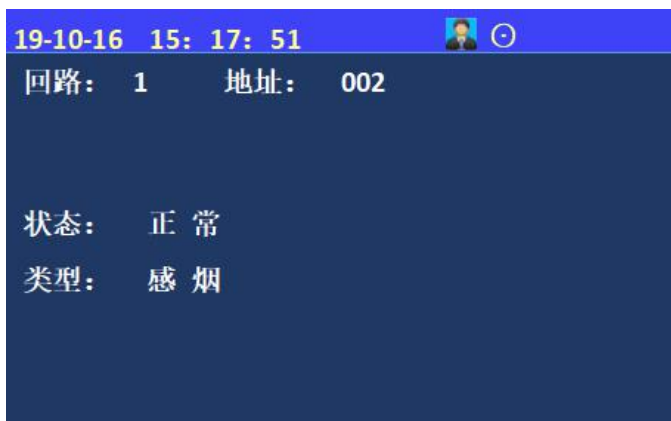 19-10-16 15：17：51
回路： 1 地址： 002
状态： 正 常
类型： 感 烟